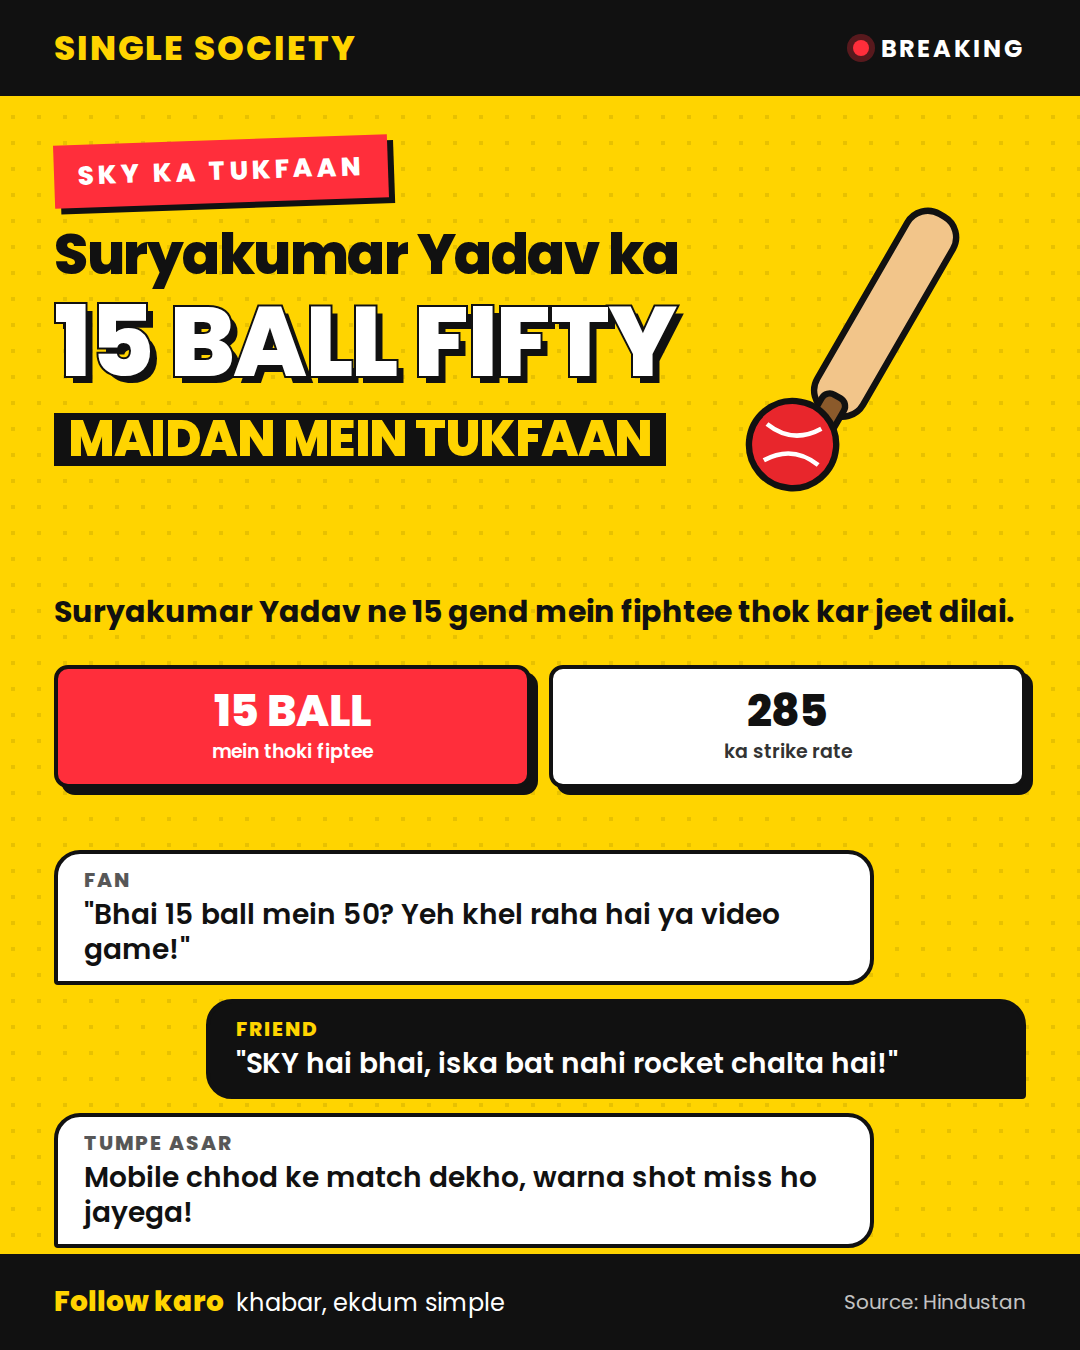 SINGLE SOCIETY
BREAKING
SKY KA TUKFAAN
Suryakumar Yadav ka
15 BALL FIFTY
MAIDAN MEIN TUKFAAN
Suryakumar Yadav ne 15 gend mein fiphtee thok kar jeet dilai.
15 BALL
mein thoki fiptee
285
ka strike rate
FAN
"Bhai 15 ball mein 50? Yeh khel raha hai ya video
game!"
FRIEND
"SKY hai bhai, iska bat nahi rocket chalta hai!"
TUMPE ASAR
Mobile chhod ke match dekho, warna shot miss ho
jayega!
Follow karo khabar, ekdum simple
Source: Hindustan